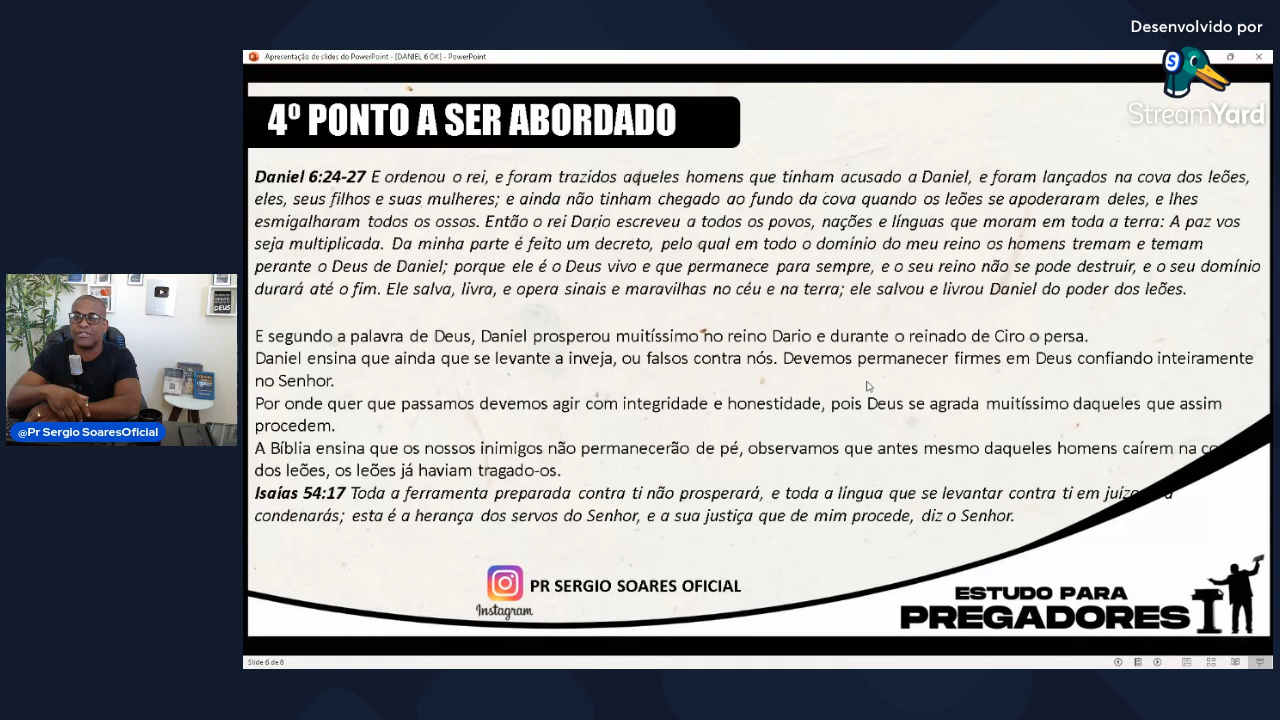 Desenvolvido por
StreamYard
Apresentação de slides do PowerPoint - [DANIEL 6 OK] - PowerPoint
4º PONTO A SER ABORDADO
Daniel 6:24-27 E ordenou o rei, e foram trazidos aqueles homens que tinham acusado a Daniel, e foram lançados na cova dos leões,
eles, seus filhos e suas mulheres; e ainda não tinham chegado ao fundo da cova quando os leões se apoderaram deles, e lhes
esmigalharam todos os ossos. Então o rei Dario escreveu a todos os povos, nações e línguas que moram em toda a terra: A paz vos
seja multiplicada. Da minha parte é feito um decreto, pelo qual em todo o domínio do meu reino os homens tremam e temam
perante o Deus de Daniel; porque ele é o Deus vivo e que permanece para sempre, e o seu reino não se pode destruir, e o seu domínio
durará até o fim. Ele salva, livra, e opera sinais e maravilhas no céu e na terra; ele salvou e livrou Daniel do poder dos leões.
E segundo a palavra de Deus, Daniel prosperou muitíssimo no reino Dario e durante o reinado de Ciro o persa.
Daniel ensina que ainda que se levante a inveja, ou falsos contra nós. Devemos permanecer firmes em Deus confiando inteiramente
no Senhor.
Por onde quer que passamos devemos agir com integridade e honestidade, pois Deus se agrada muitíssimo daqueles que assim
procedem.
A Bíblia ensina que os nossos inimigos não permanecerão de pé, observamos que antes mesmo daqueles homens caírem na
dos leões, os leões já haviam tragado-os.
Isaías 54:17 Toda a ferramenta preparada contra ti não prosperará, e toda a língua que se levantar contra ti em
condenarás; esta é a herança dos servos do Senhor, e a sua justiça que de mim procede, diz o Senhor.
@Pr Sergio SoaresOficial
PR SERGIO SOARES OFICIAL
Instagram
ESTUDO PARA
PREGADORES
Slide 6 de 8